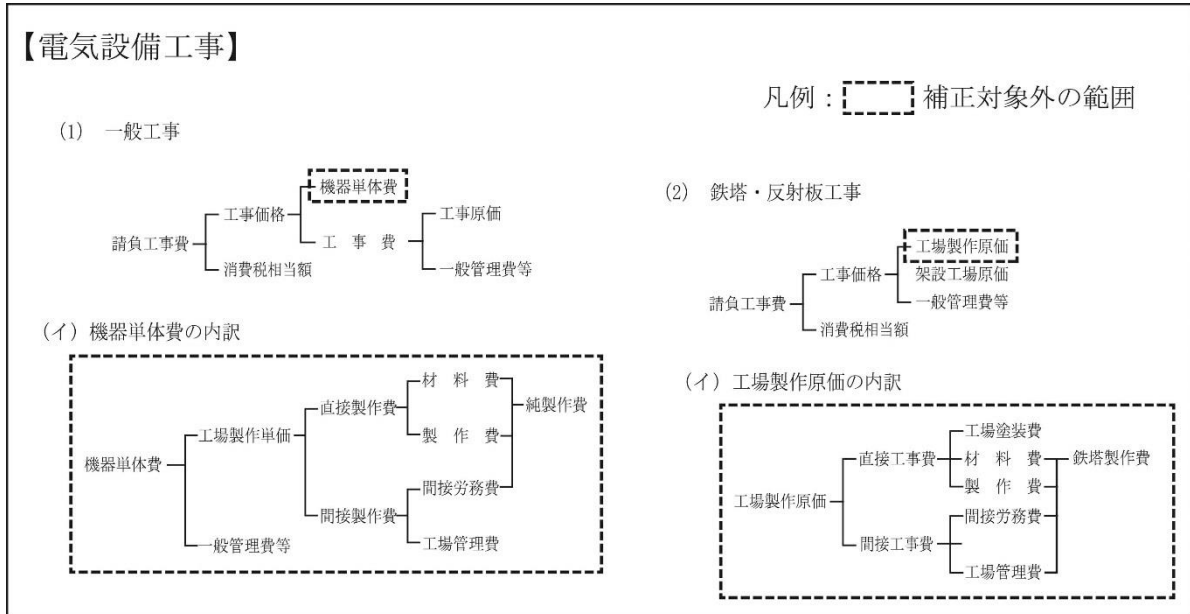 【電気設備工事】
凡例：補正対象外の範囲
(1) 一般工事
機器単体費
工事価格
工事原価
請負工事費
工 事 費
消費税相当額
一般管理費等
(イ) 機器単体費の内訳
材 料 費
直接製作費
純製作費
工場製作単価
製 作 費
機器単体費
間接労務費
間接製作費
一般管理費等
工場管理費
(2) 鉄塔・反射板工事
工場製作原価
工事価格
架設工場原価
請負工事費
一般管理費等
消費税相当額
(イ) 工場製作原価の内訳
工場塗装費
直接工事費
材 料 費
鉄塔製作費
製 作 費
工場製作原価
間接労務費
間接工事費
工場管理費